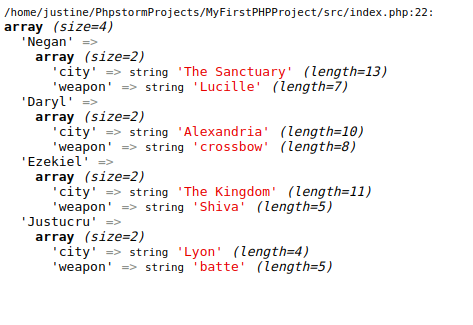 /home/justine/PhpstormProjects/MyFirstPHPProject/src/index.php:22:
array (size=4)
  'Negan' =>
    array (size=2)
      'city' => string 'The Sanctuary' (length=13)
      'weapon' => string 'Lucille' (length=7)
  'Daryl' =>
    array (size=2)
      'city' => string 'Alexandria' (length=10)
      'weapon' => string 'crossbow' (length=8)
  'Ezekiel' =>
    array (size=2)
      'city' => string 'The Kingdom' (length=11)
      'weapon' => string 'Shiva' (length=5)
  'Justucru' =>
    array (size=2)
      'city' => string 'Lyon' (length=4)
      'weapon' => string 'batte' (length=5)